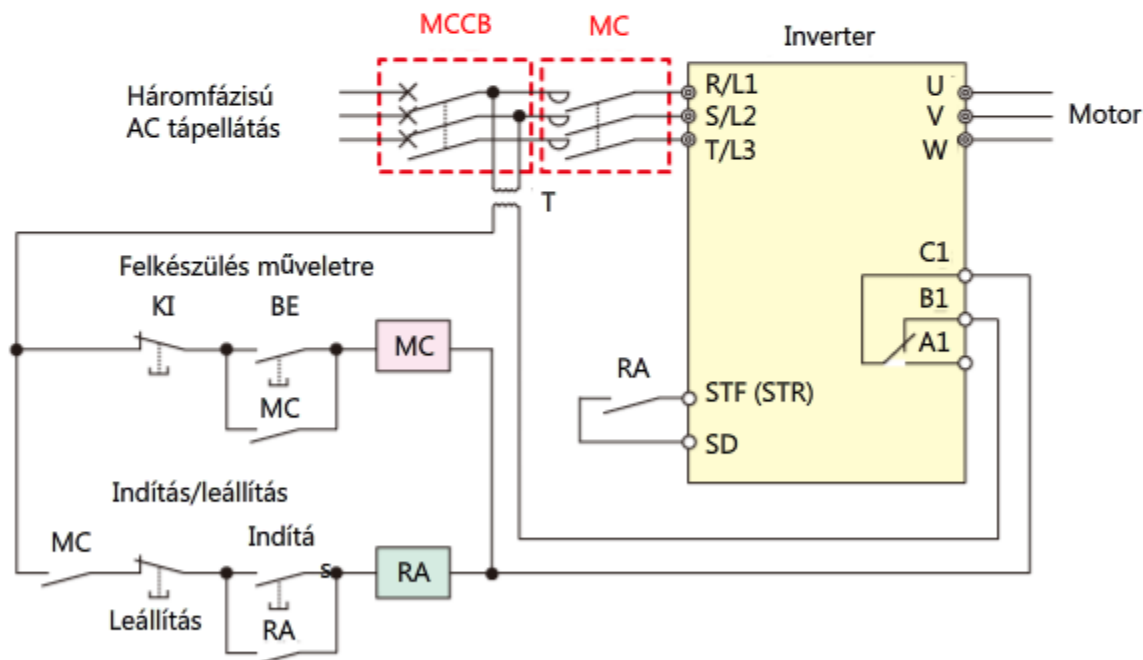 MCCB
MC
Inverter
Háromfázisú
AC tápellátás
R/L1
S/L2
T/L3
U
V
W
Motor
T
Felkészülés műveletre
KI
BE
MC
MC
C1
B1
A1
RA
STF (STR)
SD
Indítás/leállítás
MC
Indítá
s
RA
Leállítás
RA